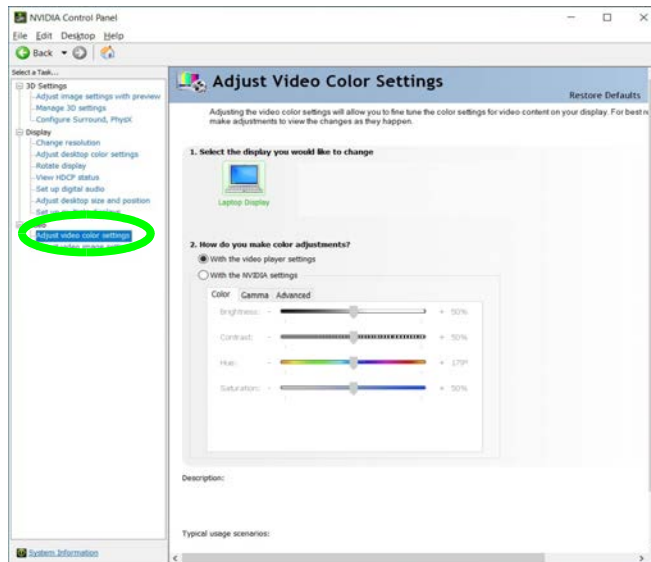 NVIDIA Control Panel
File Edit Desktop Help
Back
Select a Task...
3D Settings
Adjust image settings with preview
Manage 3D settings
Configure Surround, PhysX
Display
Change resolution
Adjust desktop color settings
Rotate display
View HDCP status
Set up digital audio
Adjust desktop size and position
Adjust video color settings
System Information
Adjust Video Color Settings
Restore Defaults
Adjusting the video color settings will allow you to fine tune the color settings for video content on your display. For best
make adjustments to view the changes as they happen.
1. Select the display you would like to change
Laptop Display
2. How do you make color adjustments?
With the video player settings
With the NVIDIA settings
Color Gamma Advanced
Brightness: - + 50%
Contrast: - + 50%
Hue: - + 179°
Saturation: - + 50%
Description:
Typical usage scenarios: